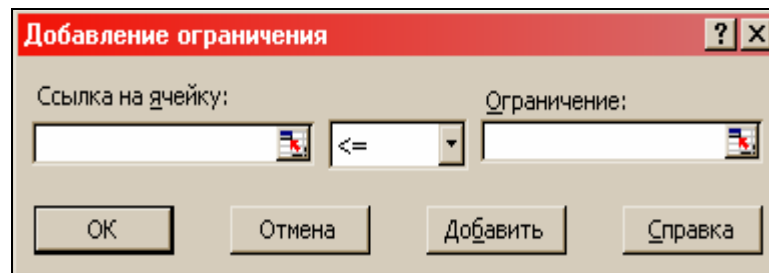 Добавление ограничения
Ссылка на ячейку:
Ограничение:
<=
ОК
Отмена
Добавить
Справка